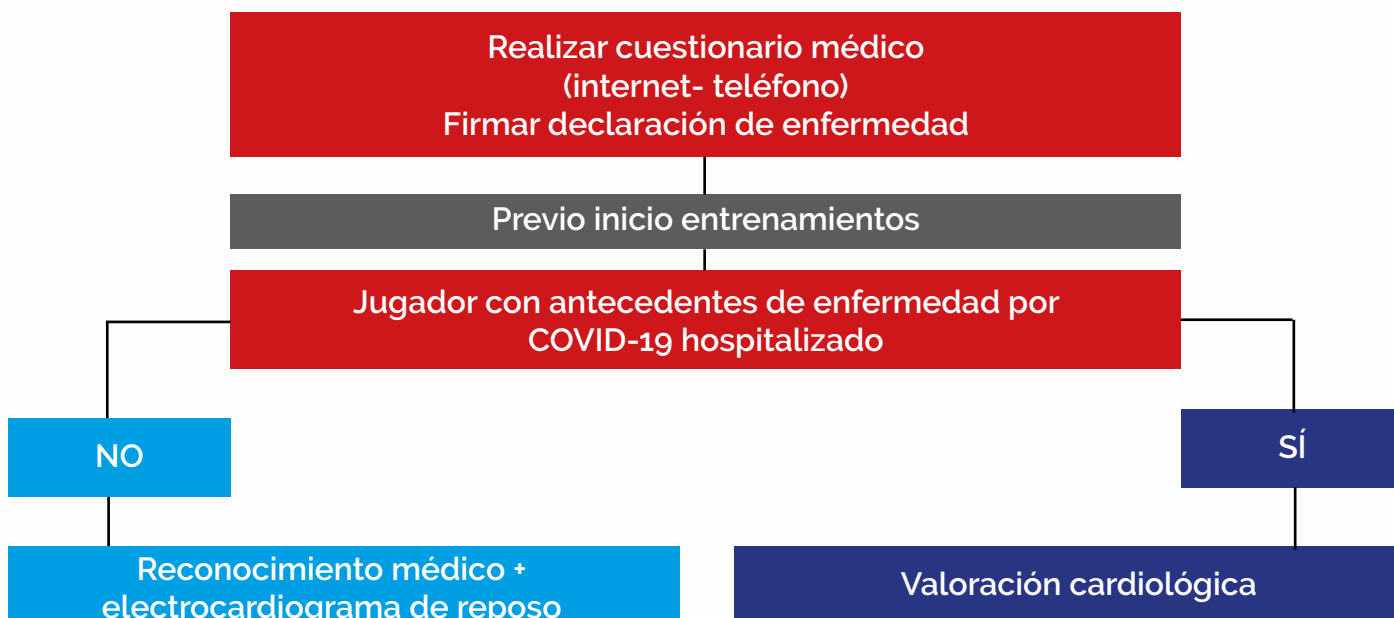 Realizar cuestionario médico
(internet- teléfono)
Firmar declaración de enfermedad
Previo inicio entrenamientos
Jugador con antecedentes de enfermedad por
COVID-19 hospitalizado
NO
SÍ
Reconocimiento médico +
electrocardiograma de reposo
Valoración cardiológica